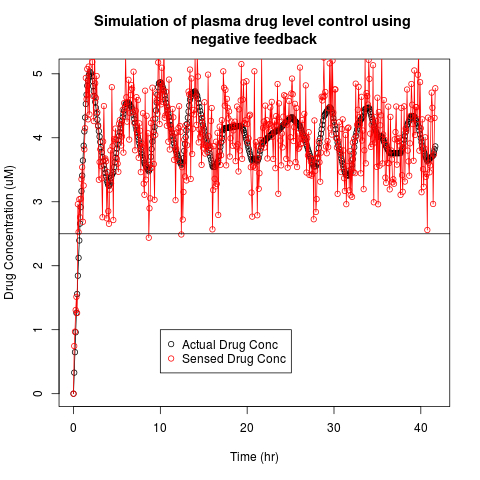 Simulation of plasma drug level control using
negative feedback
Drug Concentration (uM)
5
4
3
2
1
0
Actual Drug Conc
Sensed Drug Conc
0
10
20
30
40
Time (hr)